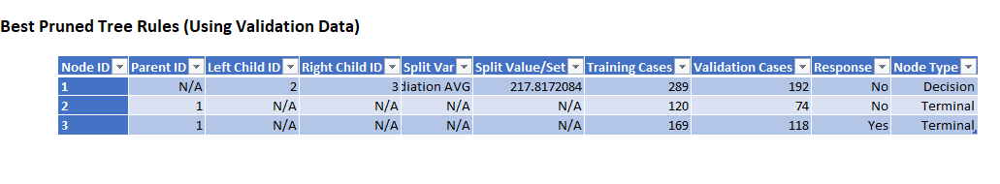 Best Pruned Tree Rules (Using Validation Data)
Node ID Parent ID Left Child ID Right Child ID Split Var Split Value/Set Training Cases Validation Cases Response Node Type
1 N/A 2 3 diation AVG 217.8172084 289 192 No Decision
2 1 N/A N/A N/A N/A 120 74 No Terminal
3 1 N/A N/A N/A N/A 169 118 Yes Terminal